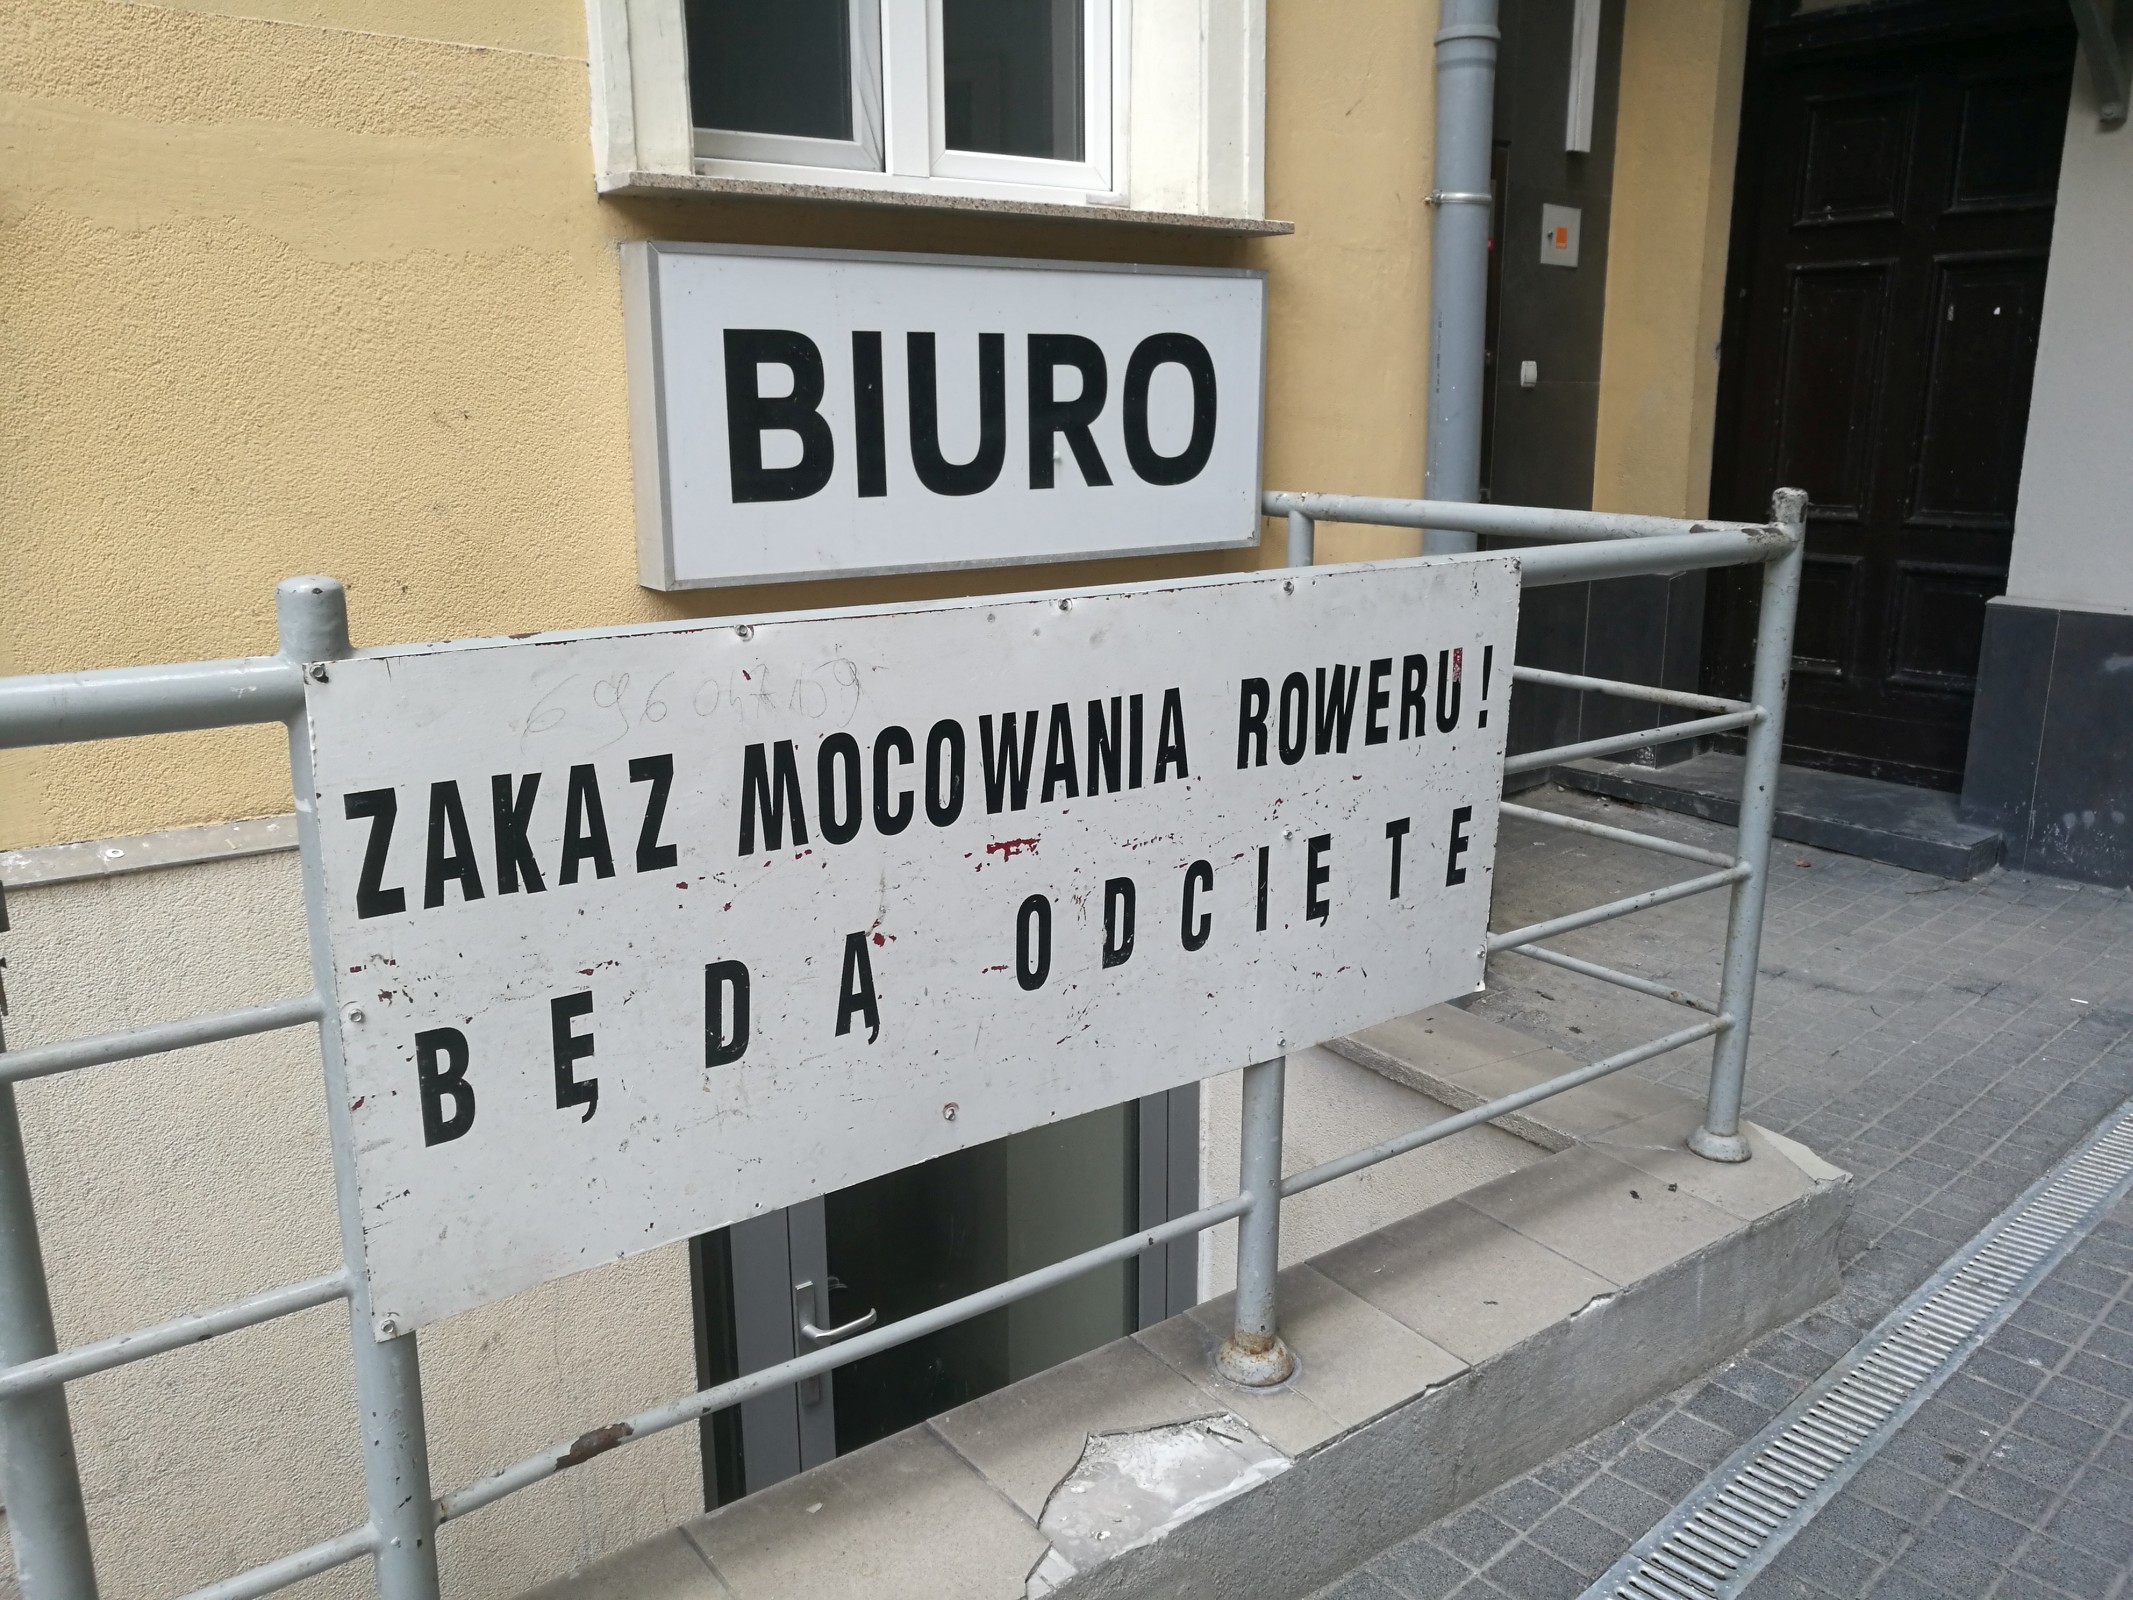 BIURO
ZAKAZ MOCOWANIA ROWERU!
BĘDĄ ODCIĘTE